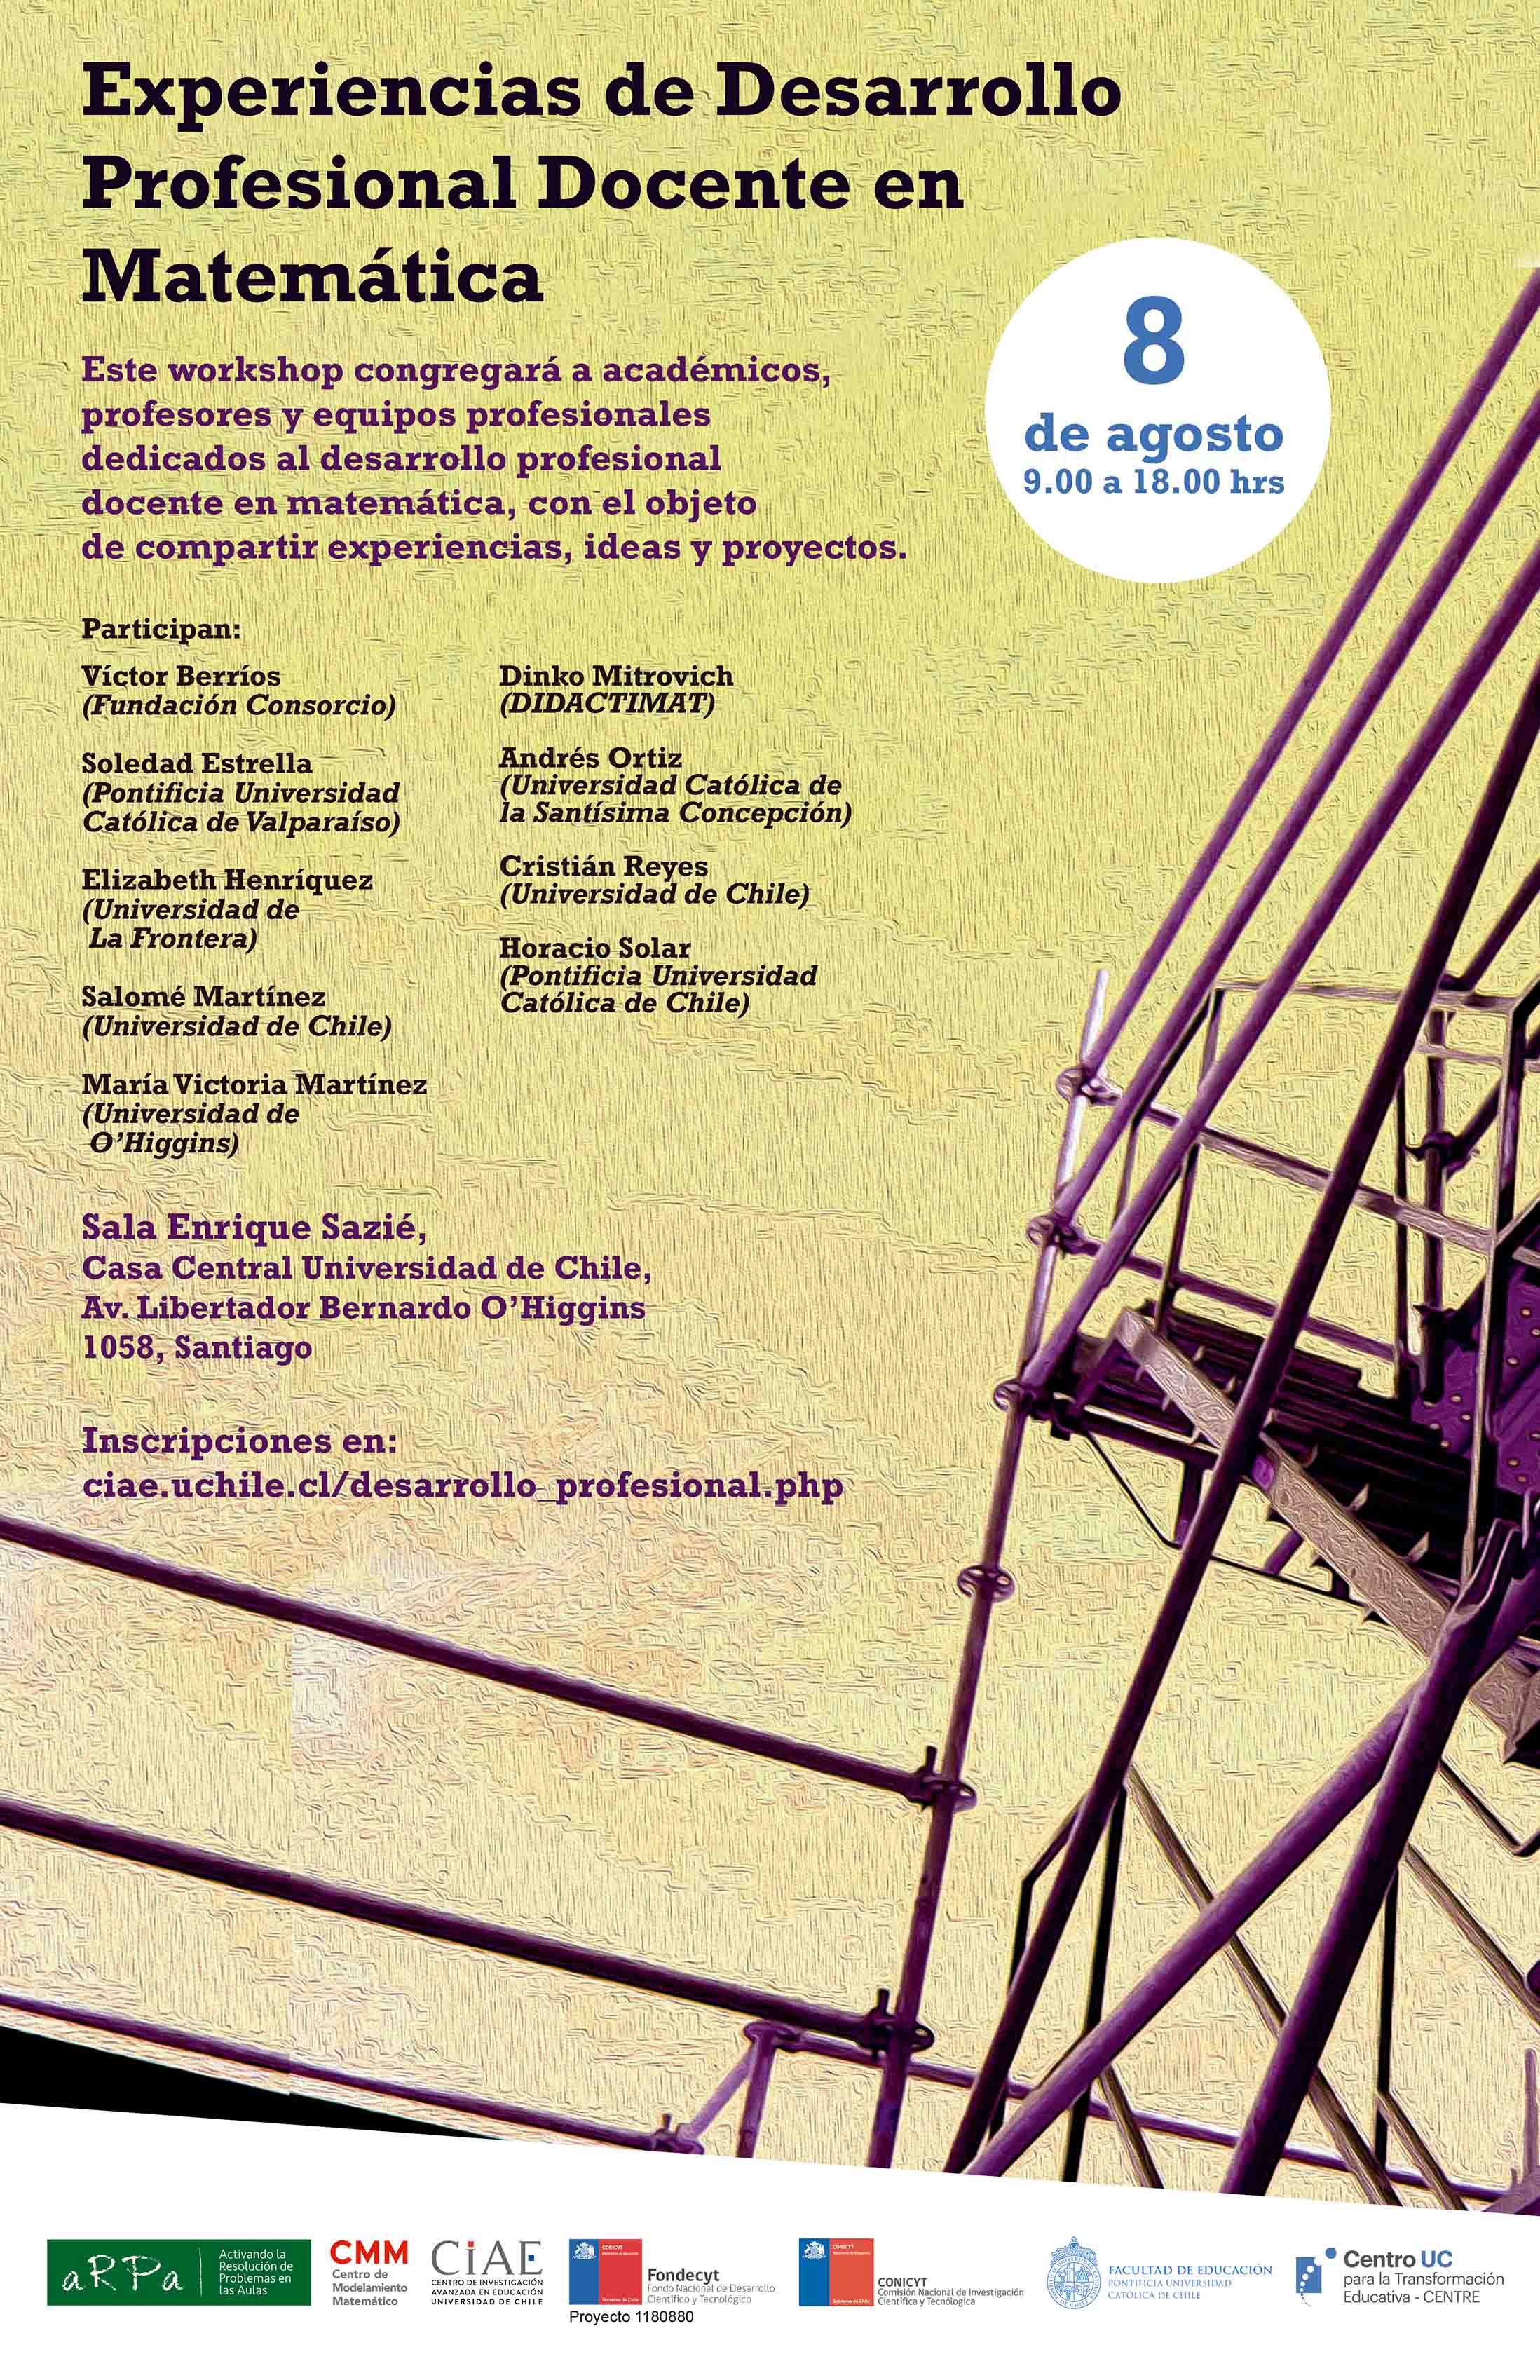 Experiencias de Desarrollo
Profesional Docente en
Matemática
Este workshop congregará a académicos,
profesores y equipos profesionales
dedicados al desarrollo profesional
docente en matemática, con el objeto
de compartir experiencias, ideas y proyectos.
8
de agosto
9.00 a 18.00 hrs
Participan:
Víctor Berríos
(Fundación Consorcio)
Soledad Estrella
(Pontificia Universidad
Católica de Valparaíso)
Elizabeth Henríquez
(Universidad de
La Frontera)
Salomé Martínez
(Universidad de Chile)
María Victoria Martínez
(Universidad de
O’Higgins)
Dinko Mitrovich
(DIDACTIMAT)
Andrés Ortiz
(Universidad Católica de
la Santísima Concepción)
Cristián Reyes
(Universidad de Chile)
Horacio Solar
(Pontificia Universidad
Católica de Chile)
Sala Enrique Sazié,
Casa Central Universidad de Chile,
Av. Libertador Bernardo O’Higgins
1058, Santiago
Inscripciones en:
ciae.uchile.cl/desarrollo_profesional.php
aRPa
Activando la
Resolución de
Problemas en
las Aulas
CMM
Centro de
Modelamiento
Matemático
CiAE
CENTRO DE INVESTIGACIÓN
AVANZADA EN EDUCACIÓN
UNIVERSIDAD DE CHILE
CONICYT
Fondecyt
Fondo Nacional de Desarrollo
Científico y Tecnológico
Proyecto 1180880
CONICYT
CONICYT
Comisión Nacional de Investigación
Científica y Tecnólogica
FACULTAD DE EDUCACIÓN
PONTIFICIA UNIVERSIDAD
CATÓLICA DE CHILE
Centro UC
para la Transformación
Educativa - CENTRE